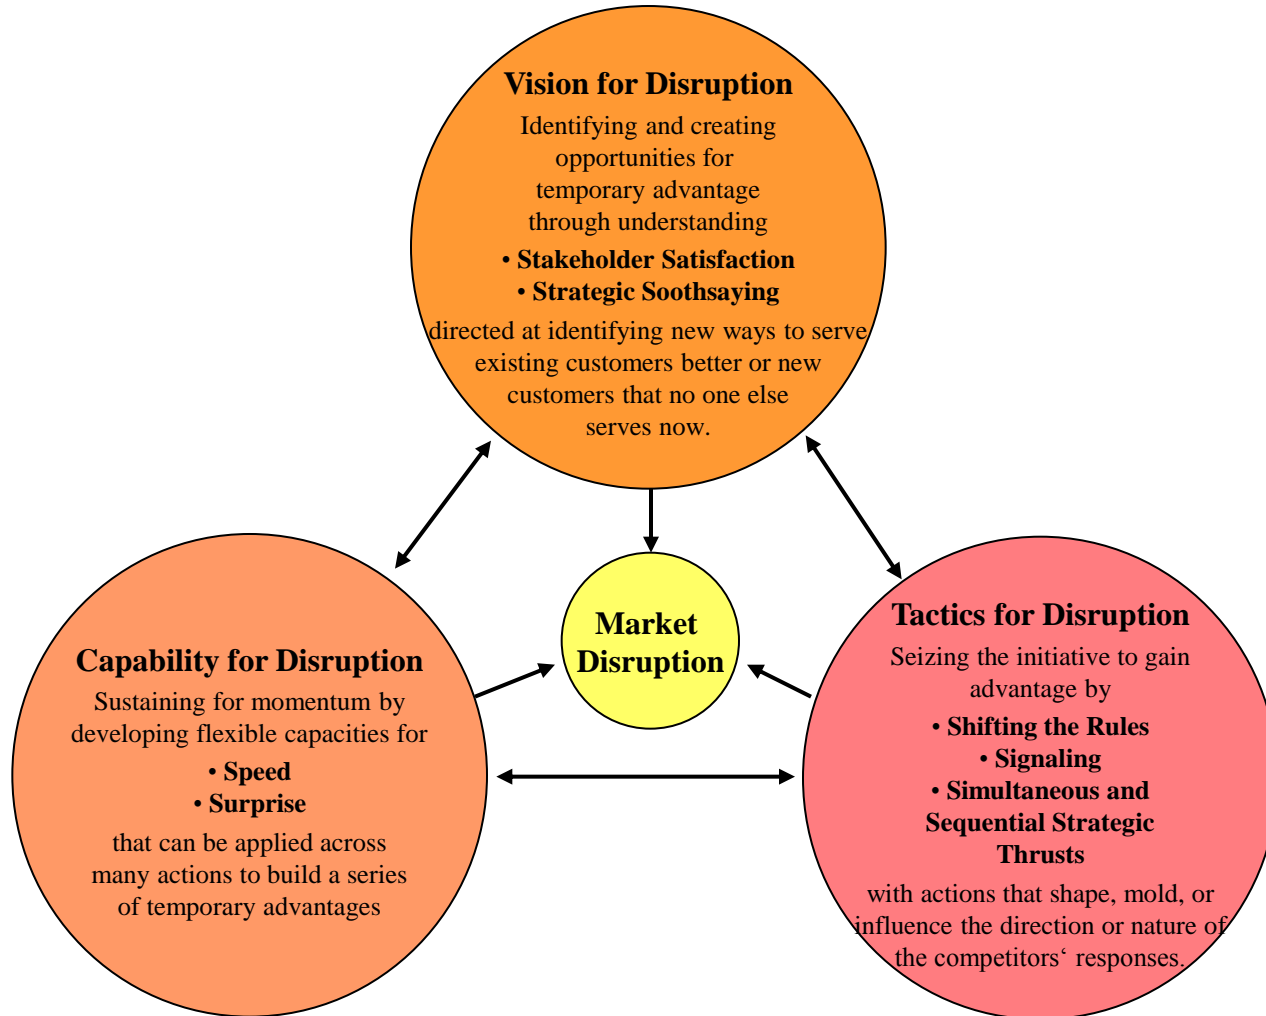 Vision for Disruption
Identifying and creating
opportunities for
temporary advantage
through understanding
• Stakeholder Satisfaction
• Strategic Soothsaying
directed at identifying new ways to serve
existing customers better or new
customers that no one else
serves now.
Market
Disruption
Capability for Disruption
Sustaining for momentum by
developing flexible capacities for
• Speed
• Surprise
that can be applied across
many actions to build a series
of temporary advantages
Tactics for Disruption
Seizing the initiative to gain
advantage by
• Shifting the Rules
• Signaling
• Simultaneous and
Sequential Strategic
Thrusts
with actions that shape, mold, or
influence the direction or nature of
the competitors‘ responses.